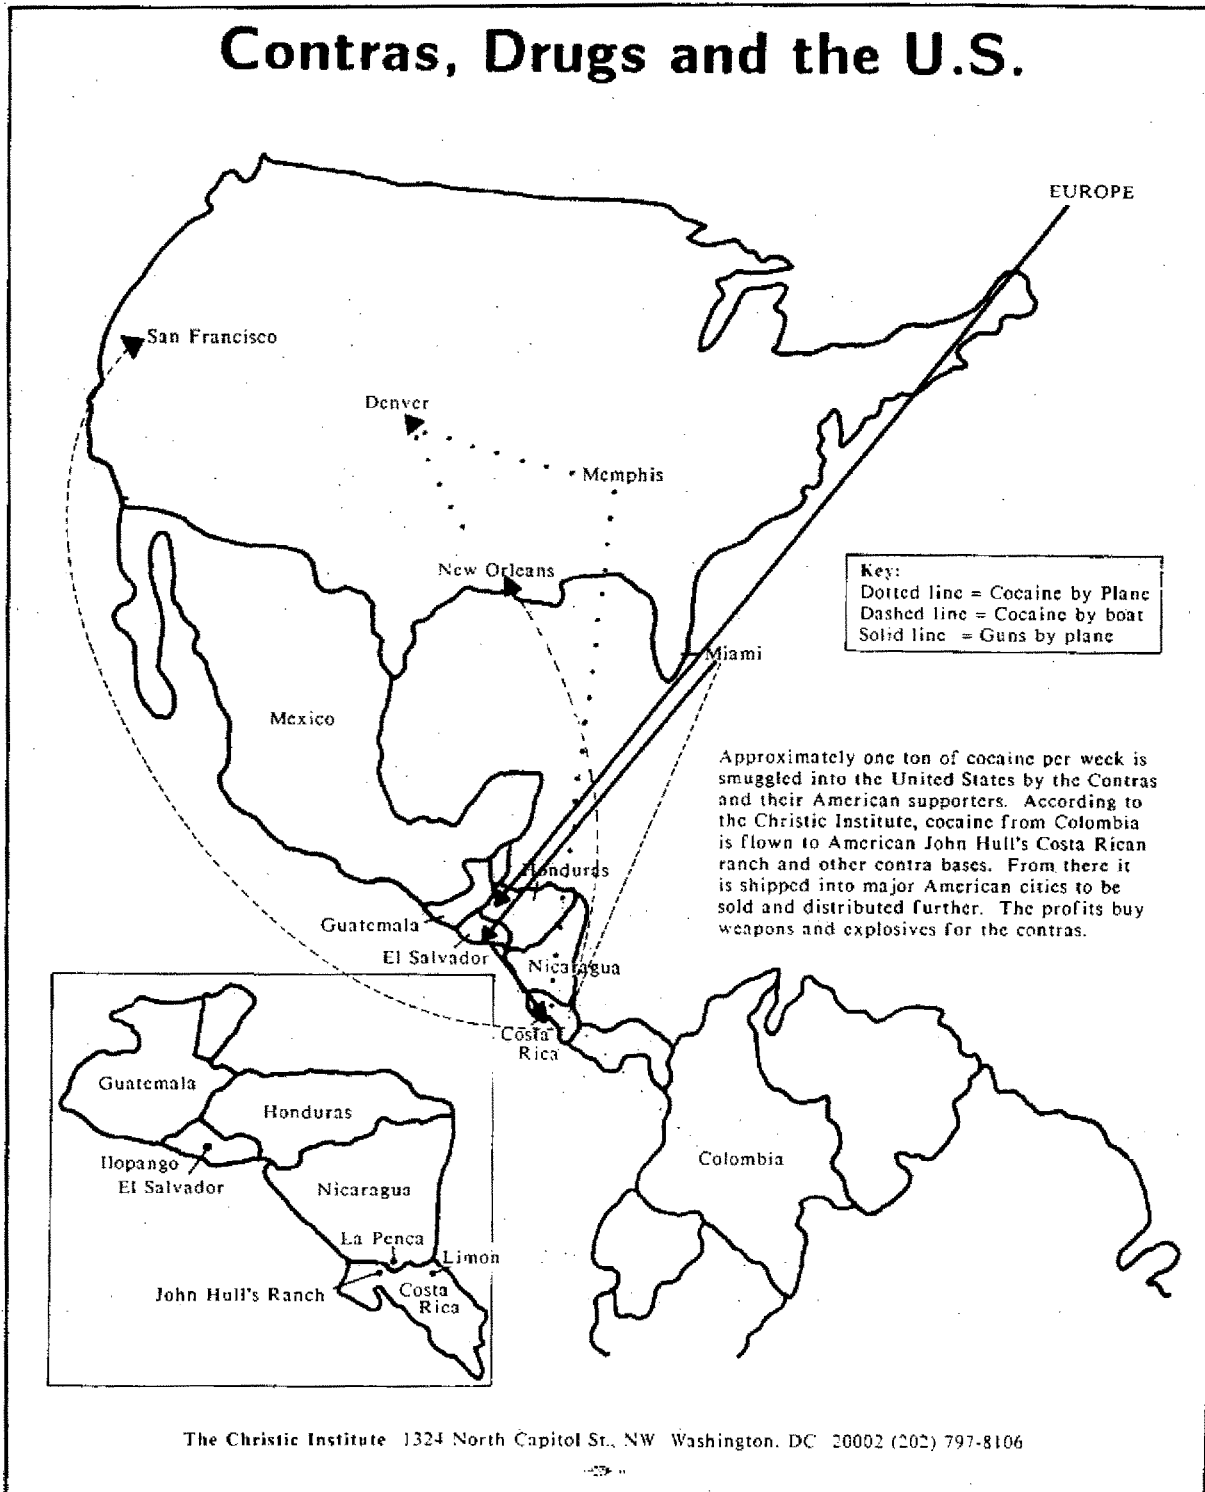 Contras, Drugs and the U.S.
EUROPE
San Francisco
Denver
Memphis
New Orleans
Key:
Dotted line = Cocaine by Plane
Dashed line = Cocaine by boat
Solid line = Guns by plane
Miami
Mexico
Approximately one ton of cocaine per week is
smuggled into the United States by the Contras
and their American supporters. According to
the Christic Institute, cocaine from Colombia
is flown to American John Hull's Costa Rican
ranch and other contra bases. From there it
is shipped into major American cities to be
sold and distributed further. The profits buy
weapons and explosives for the contras.
Honduras
Guatemala
El Salvador
Nicaragua
Costa
Rica
Colombia
Guatemala
Honduras
Ilopango
El Salvador
Nicaragua
La Penca
Limon
John Hull's Ranch
Costa
Rica
The Christic Institute 1324 North Capitol St., NW Washington, DC 20002 (202) 797-8106